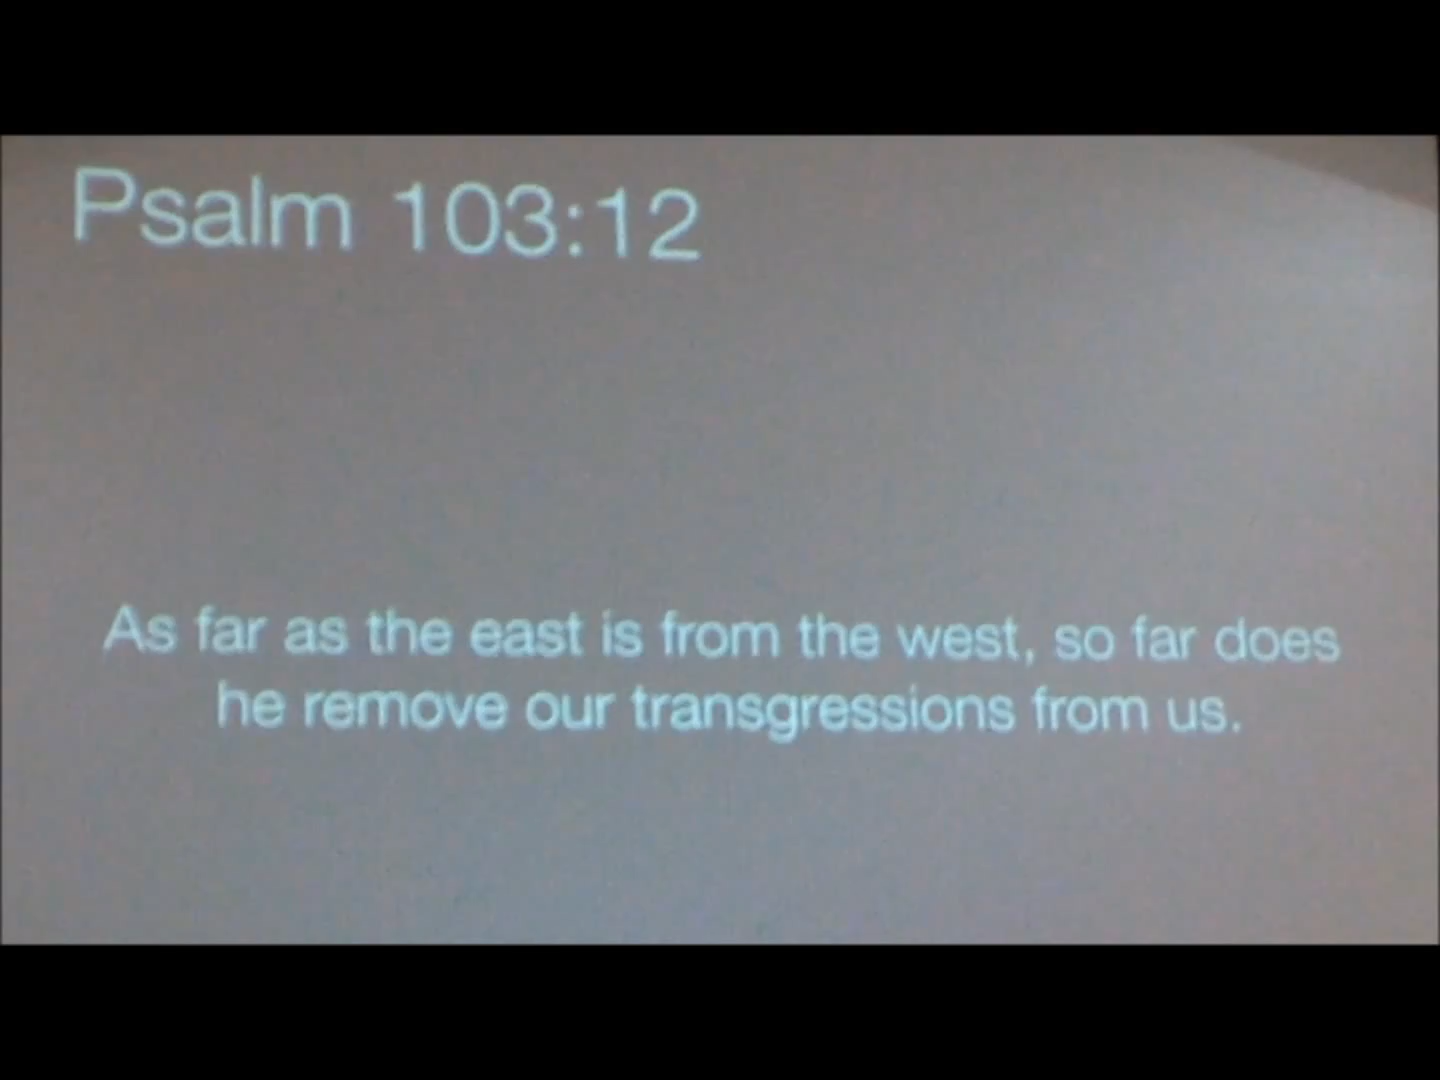 Psalm 103:12
As far as the east is from the west, so far does
he remove our transgressions from us.